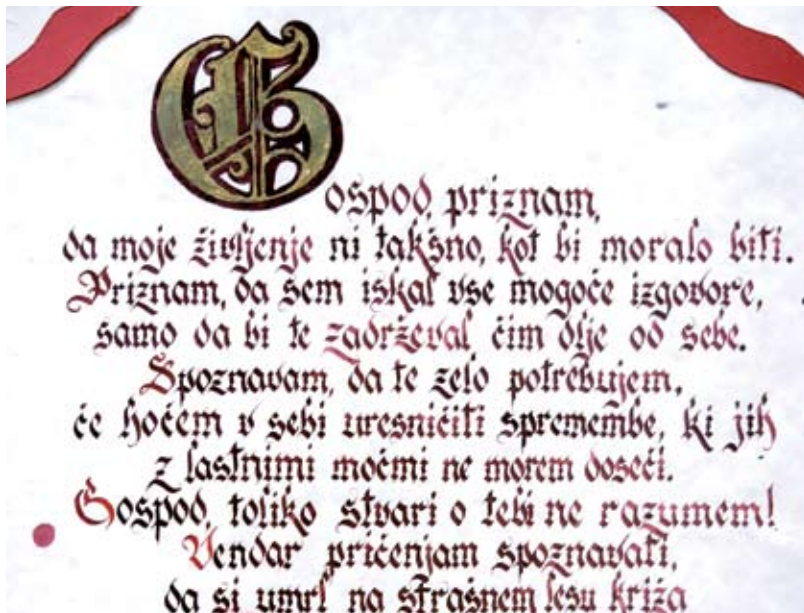 Gospod, priznam,
da moje življenje ni takšno, kot bi moralo biti.
Priznam, da sem iskal vse mogoče izgovore,
samo da bi te zadrževal čim dlje od sebe.
Spoznavam, da te zelo potrebujem,
če hočem v sebi uresničiti spremembe, ki jih
z lastnimi močmi ne morem doseči.
Gospod, toliko stvari o tebi ne razumem!
Vendar pričenjam spoznavati,
da si umrl na strašnem lesu križa